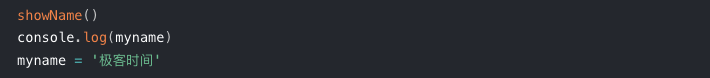 showName()
console.log(myname)
myname = '极客时间'